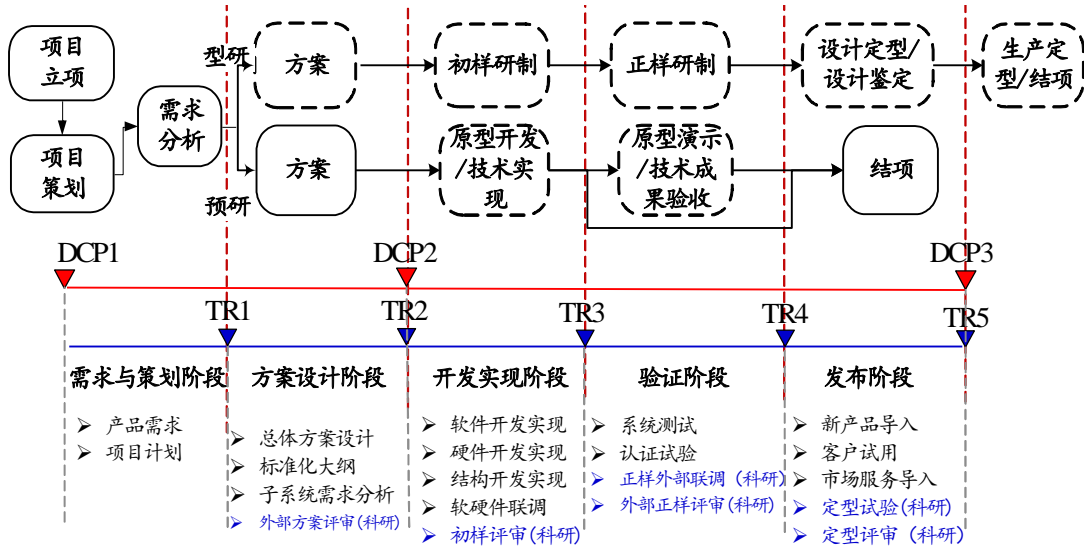 项目
立项
项目
策划
需求
分析
型研
预研
方案
初样研制
正样研制
设计定型/
设计鉴定
生产定
型/结项
方案
原型开发
/技术实
现
原型演示
/技术成
果验收
结项
DCP1
DCP2
DCP3
TR1
TR2
TR3
TR4
TR5
需求与策划阶段
方案设计阶段
开发实现阶段
验证阶段
发布阶段
➢ 产品需求
➢ 项目计划
➢ 总体方案设计
➢ 标准化大纲
➢ 子系统需求分析
➢ 外部方案评审(科研)
➢ 软件开发实现
➢ 硬件开发实现
➢ 结构开发实现
➢ 软硬件联调
➢ 初样评审(科研)
➢ 系统测试
➢ 认证试验
➢ 正样外部联调（科研)
➢ 外部正样评审(科研)
➢ 新产品导入
➢ 客户试用
➢ 市场服务导入
➢ 定型试验(科研)
➢ 定型评审（科研)